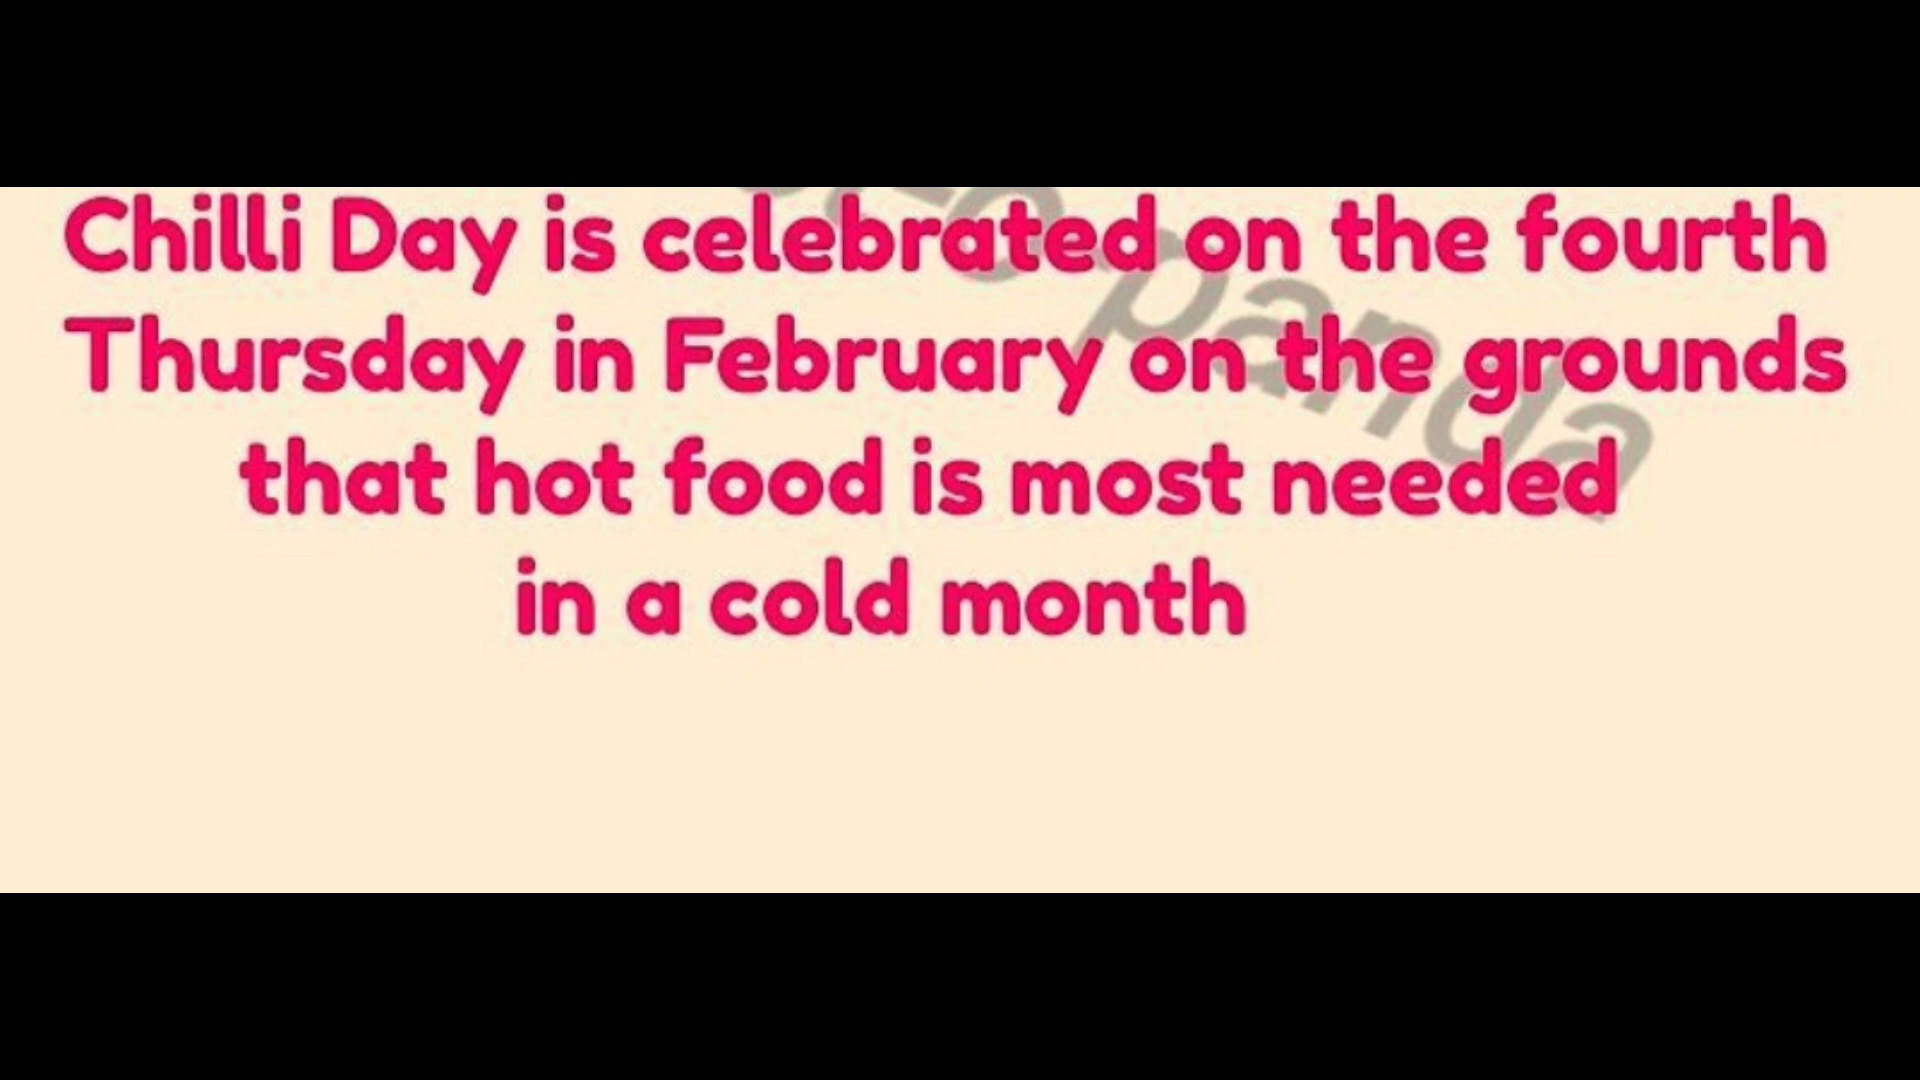 Chilli Day is celebrated on the fourth
Thursday in February on the grounds
that hot food is most needed
in a cold month
panda